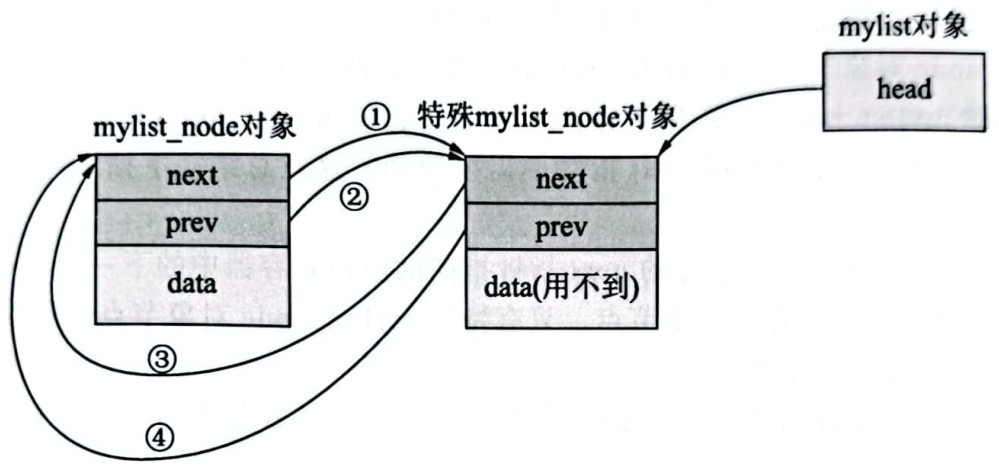 mylist对象
head
① 特殊mylist_node对象
mylist_node对象
next
②
next
prev
prev
data
data(用不到)
③
④